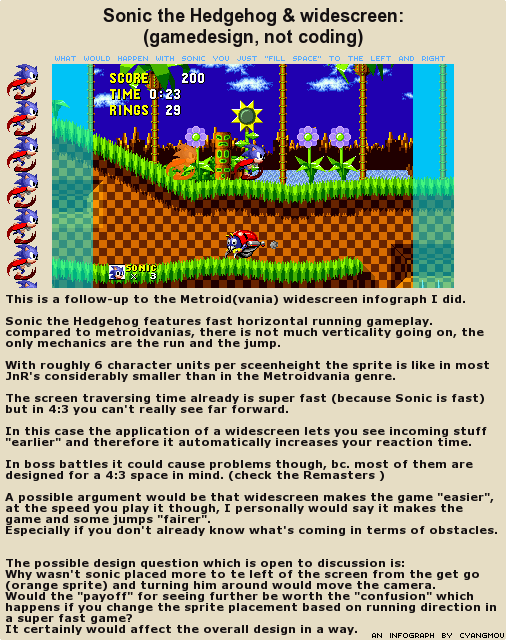 Sonic the Hedgehog & widescreen:
(gamedesign, not coding)
WHAT WOULD HAPPEN WITH SONIC YOU JUST "FILL SPACE" TO THE LEFT AND RIGHT
SCORE 200
TIME 0:23
RINGS 29
SONIC
× 3
This is a follow-up to the Metroid(vania) widescreen infograph I did.
Sonic the Hedgehog features fast horizontal running gameplay.
compared to metroidvanias, there is not much verticality going on, the
only mechanics are the run and the jump.
With roughly 6 character units per sceenheight the sprite is like in most
JnR's considerably smaller than in the Metroidvania genre.
The screen traversing time already is super fast (because Sonic is fast)
but in 4:3 you can't really see far forward.
In this case the application of a widescreen lets you see incoming stuff
"earlier" and therefore it automatically increases your reaction time.
In boss battles it could cause problems though, bc. most of them are
designed for a 4:3 space in mind. (check the Remasters )
A possible argument would be that widescreen makes the game "easier",
at the speed you play it though, I personally would say it makes the
game and some jumps "fairer".
Especially if you don't already know what's coming in terms of obstacles.
The possible design question which is open to discussion is:
Why wasn't sonic placed more to te left of the screen from the get go
(orange sprite) and turning him around would move the camera.
Would the "payoff" for seeing further be worth the "confusion" which
happens if you change the sprite placement based on running direction in
a super fast game?
It certainly would affect the overall design in a way.
AN INFOGRAPH BY CYANGMOU